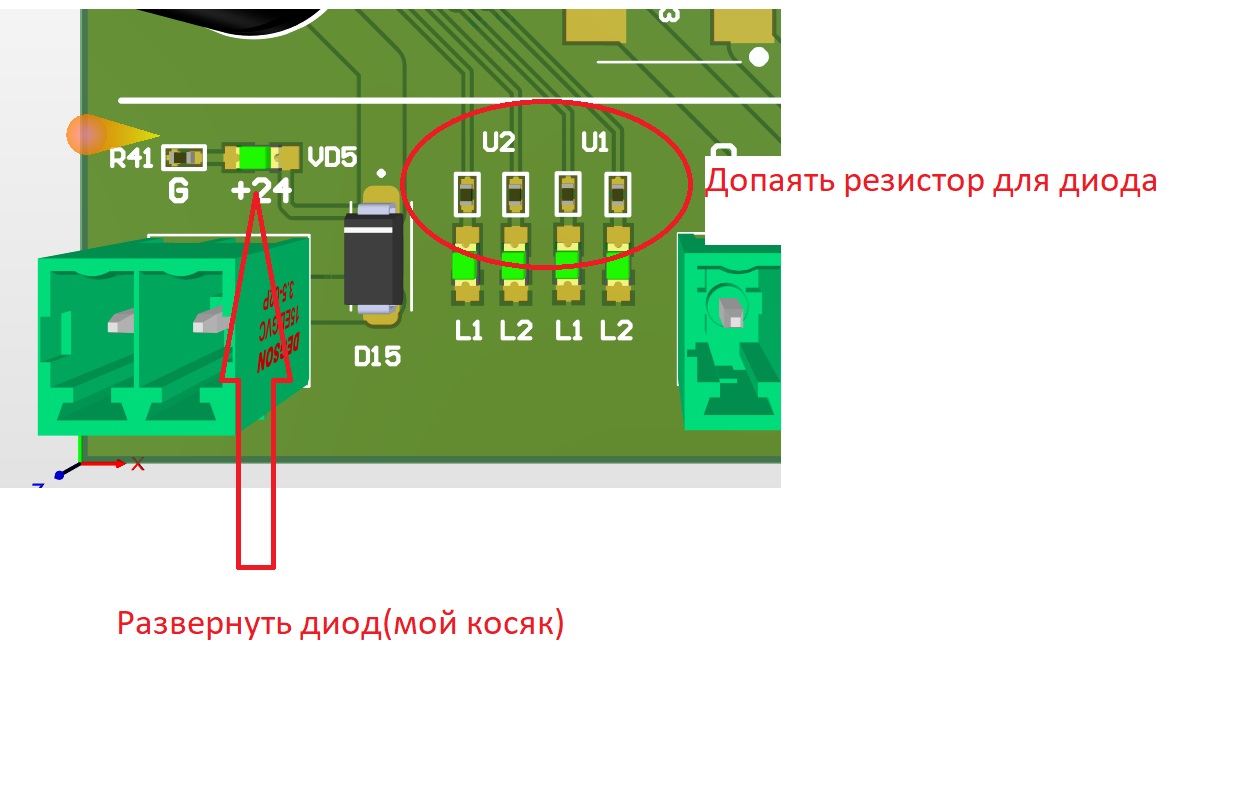 U2 U1
R41 VD5
G +24
Допаять резистор для диода
3.5-02P
15EDGVC
DEGSON
L1 L2 L1 L2
D15
X
Развернуть диод(мой косяк)